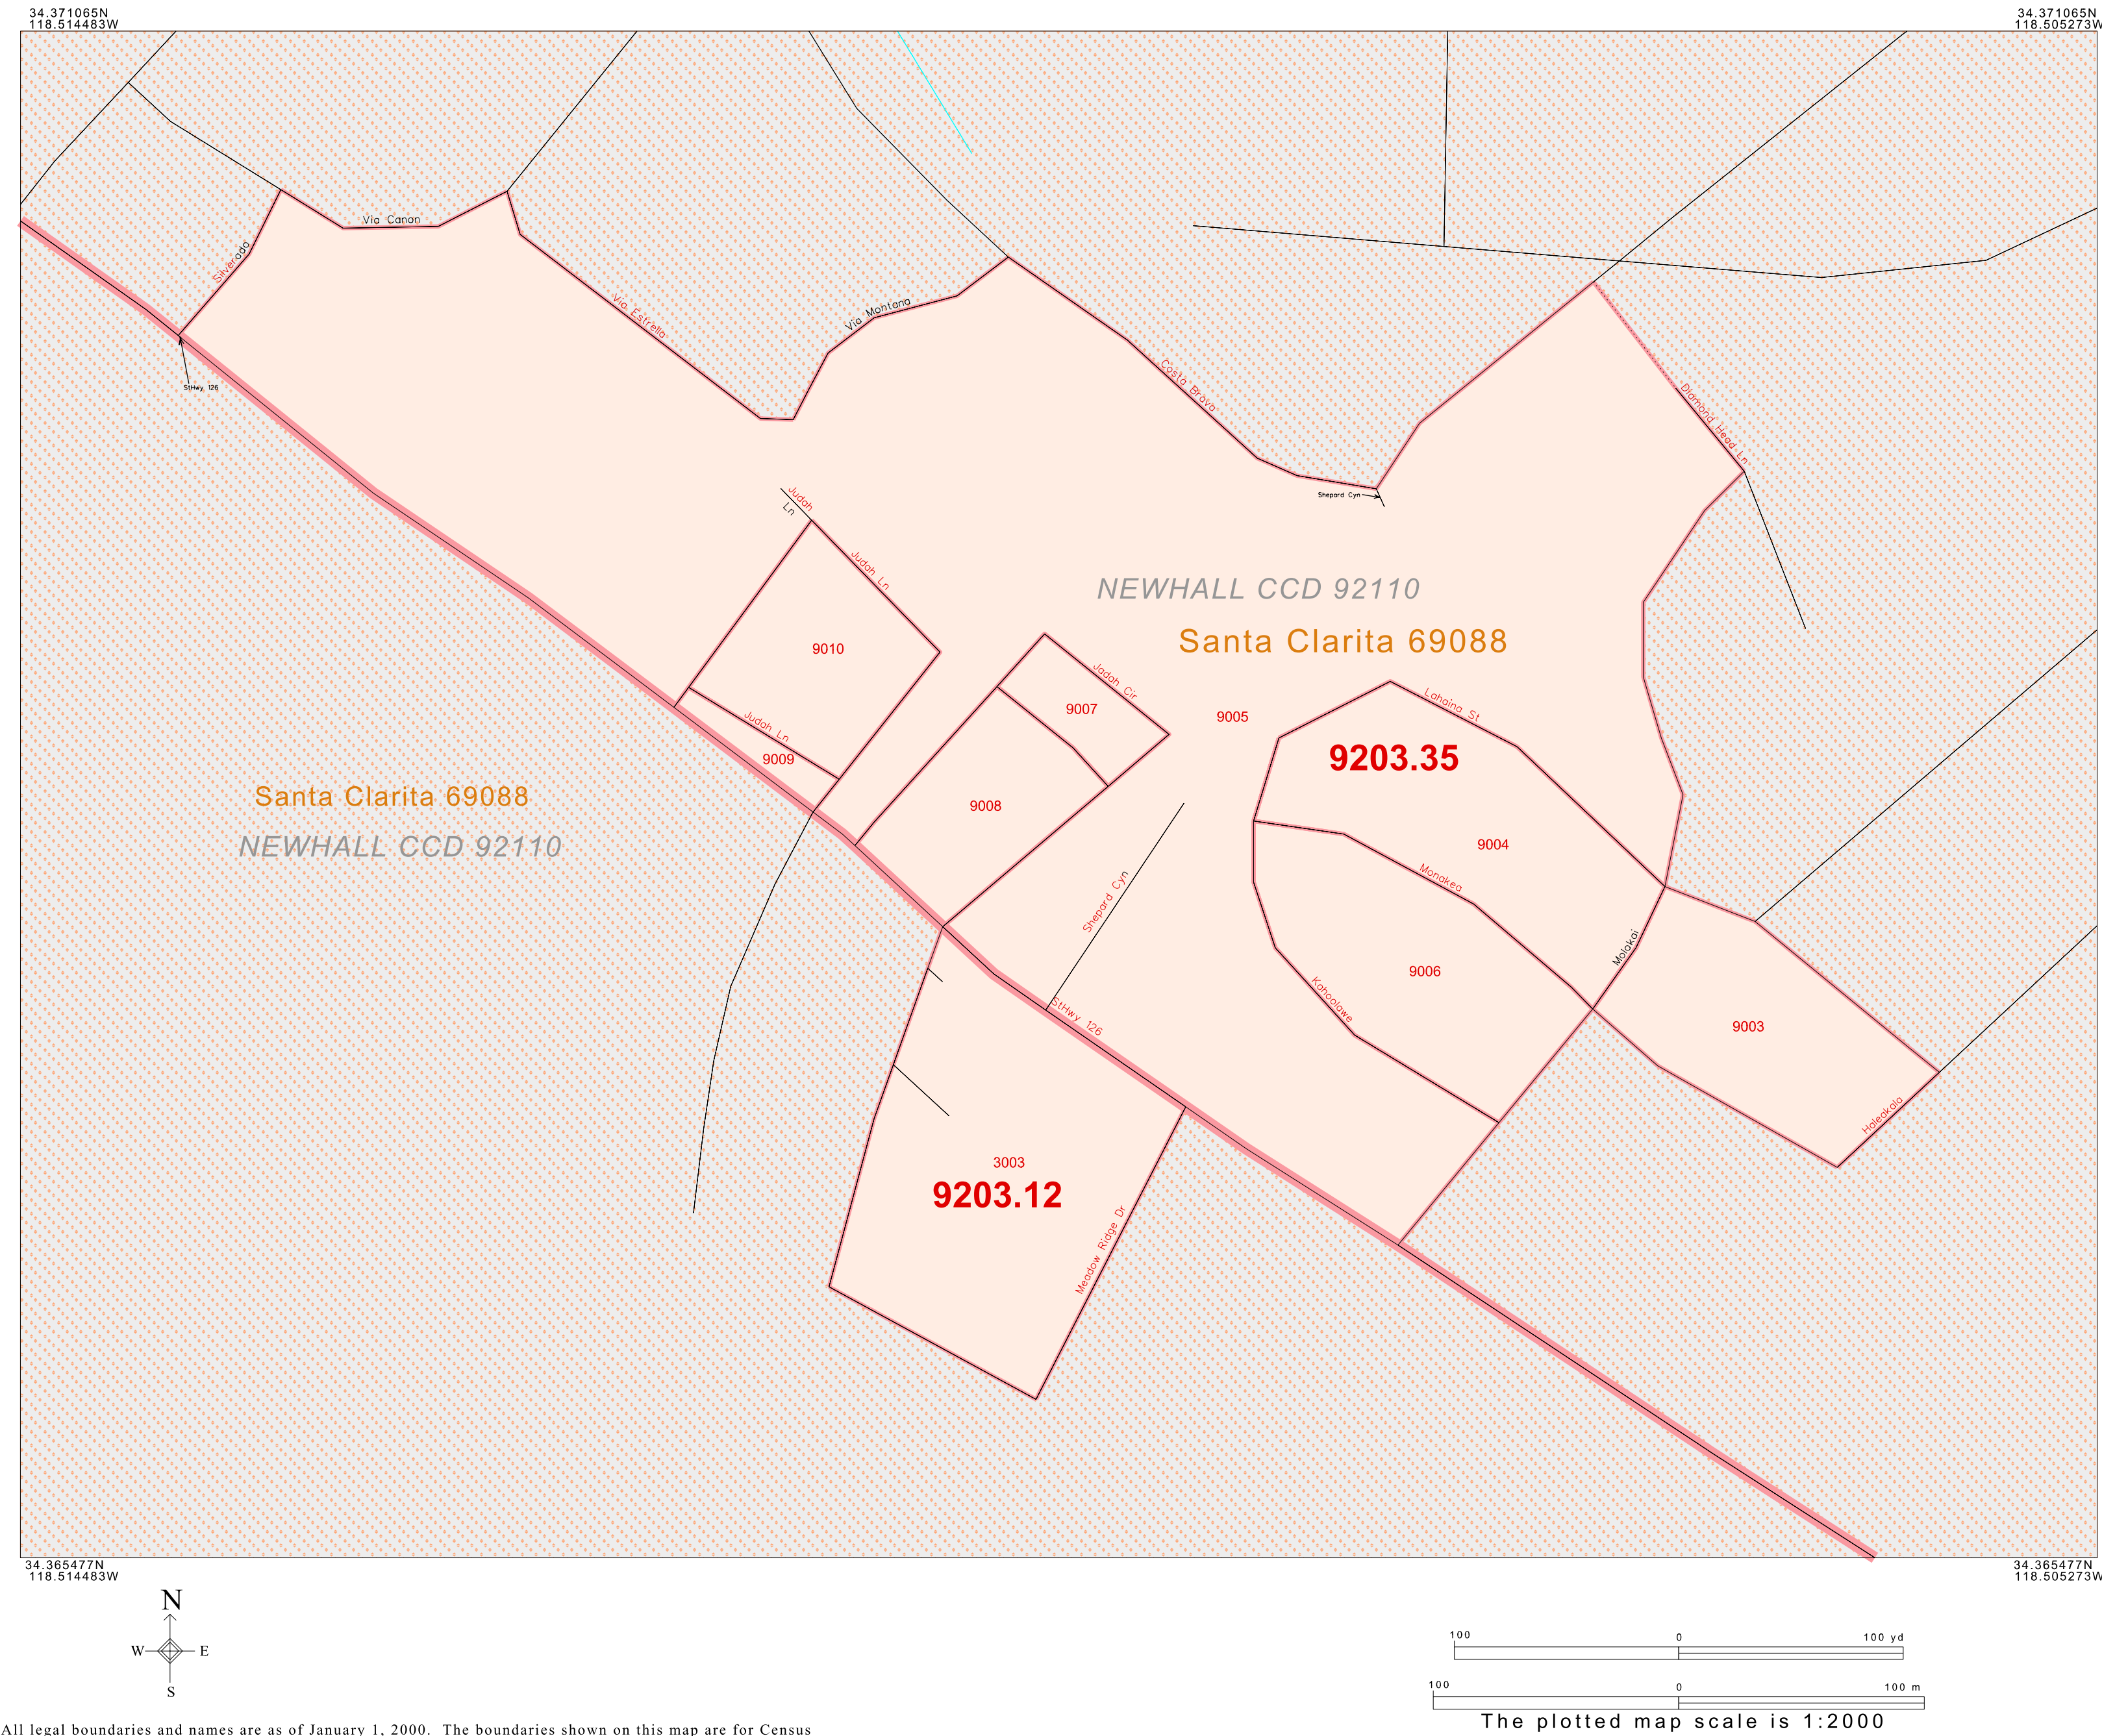 34.371065N
118.514483W
34.371065N
118.505273W
Via Canon
Silverado
Via Estrella
Via Montana
StHwy 126
Costa Brava
Diamond Head Ln
Shepard Cyn
Judah
Ln
Judah Ln
NEWHALL CCD 92110
Santa Clarita 69088
9010
Jadah Cir
9007
9005
Lahaina St
Judah Ln
9009
9203.35
Santa Clarita 69088
NEWHALL CCD 92110
9008
9004
Monakea
Shepard Cyn
Molokai
9006
Kahoolawe
StHwy 126
9003
Holeakala
3003
9203.12
Meadow Ridge Dr
34.365477N
118.514483W
34.365477N
118.505273W
N
W E
S
100 0 100 yd
100 0 100 m
The plotted map scale is 1:2000
All legal boundaries and names are as of January 1, 2000. The boundaries shown on this map are for Census